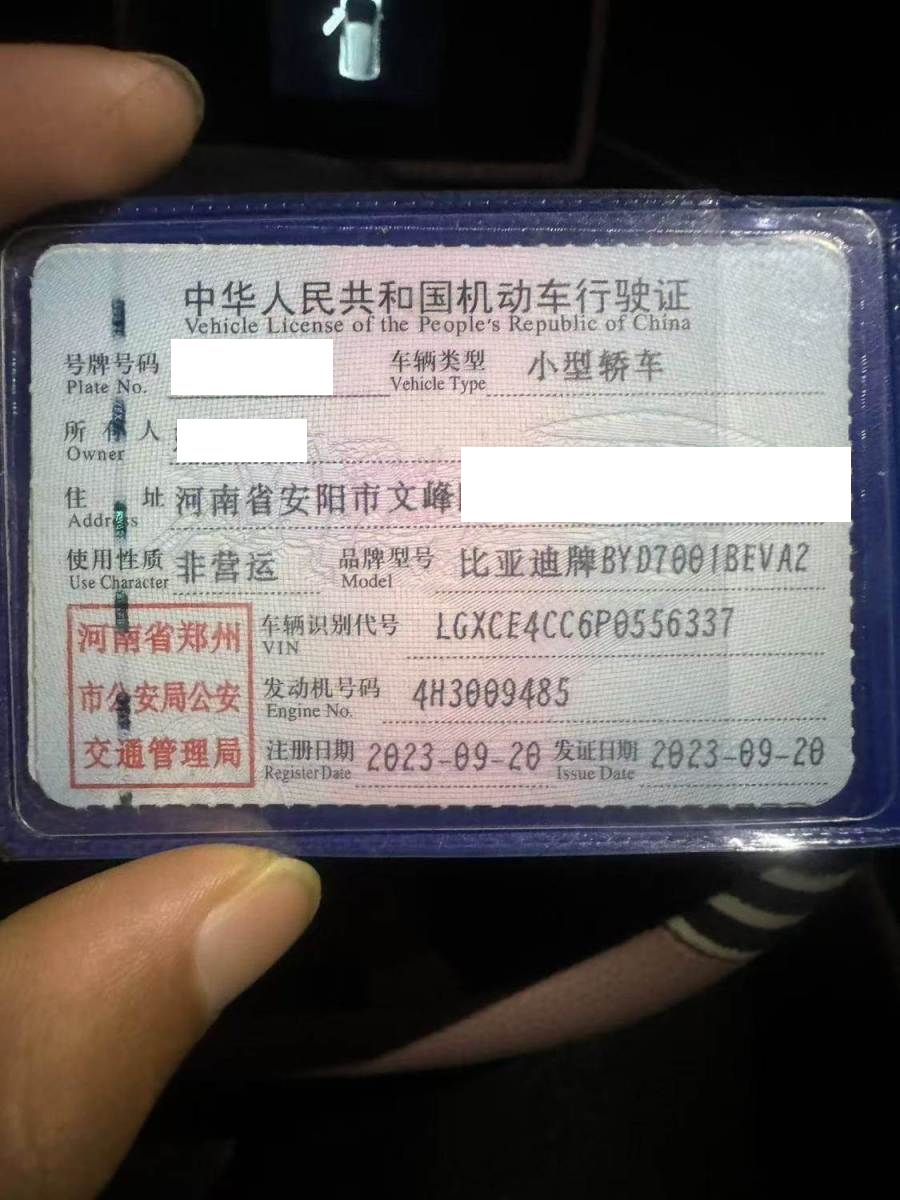 中华人民共和国机动车行驶证
Vehicle License of the People's Republic of China
号牌号码 车辆类型 小型轿车
Plate No. Vehicle Type
所有人
Owner
住址 河南省安阳市文峰
Address
使用性质 非营运 品牌型号 比亚迪牌BYD7001BEVA2
Use Character Model
河南省郑州
市公安局公安
交通管理局
车辆识别代号 LGXCE4CC6P0556337
VIN
发动机号码 4H3009485
Engine No.
注册日期 2023-09-20 发证日期 2023-09-20
Register Date Issue Date